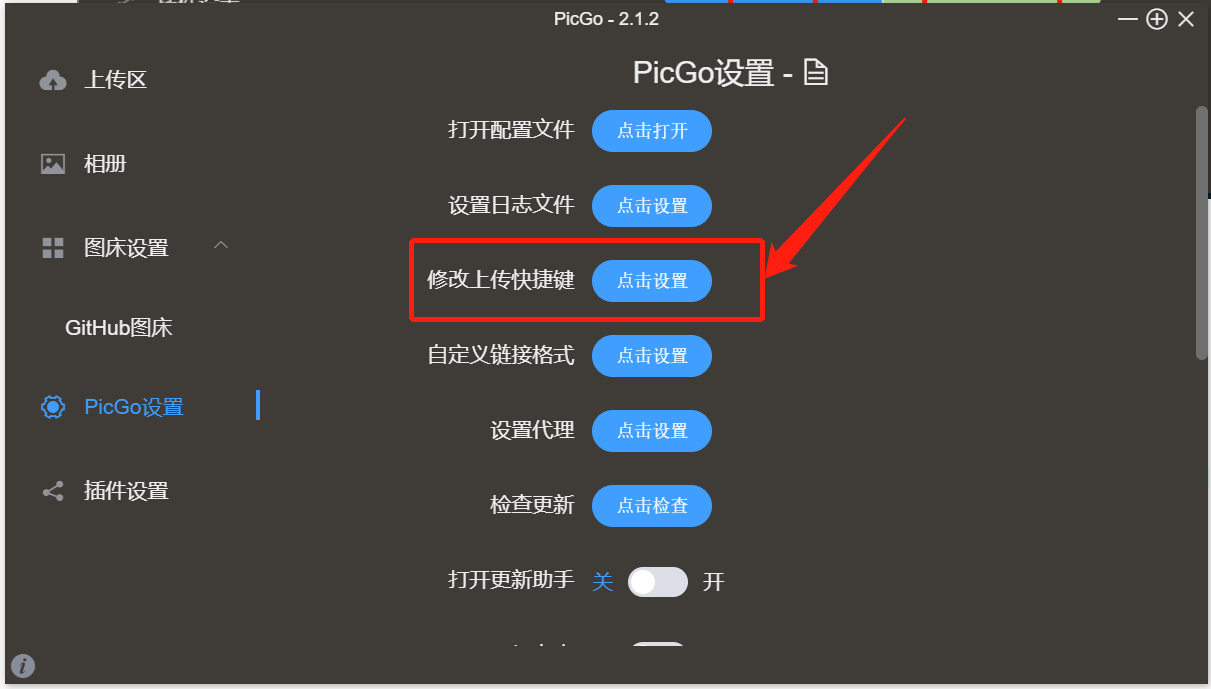 PicGo - 2.1.2
上传区
相册
图床设置
GitHub图床
PicGo设置
插件设置
PicGo设置 -
打开配置文件 点击打开
设置日志文件 点击设置
修改上传快捷键 点击设置
自定义链接格式 点击设置
设置代理 点击设置
检查更新 点击检查
打开更新助手 关 开